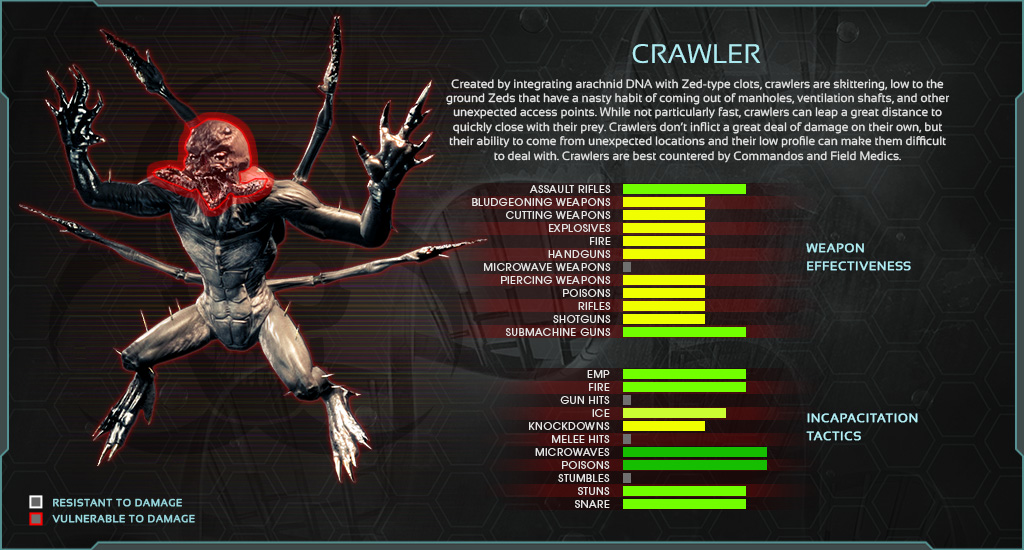 CRAWLER
Created by integrating arachnid DNA with Zed-type clots, crawlers are skittering, low to the
ground Zeds that have a nasty habit of coming out of manholes, ventilation shafts, and other
unexpected access points. While not particularly fast, crawlers can leap a great distance to
quickly close with their prey. Crawlers don't inflict a great deal of damage on their own, but
their ability to come from unexpected locations and their low profile can make them difficult
to deal with. Crawlers are best countered by Commandos and Field Medics.
ASSAULT RIFLES
BLUDGEONING WEAPONS
CUTTING WEAPONS
EXPLOSIVES
FIRE
HANDGUNS
MICROWAVE WEAPONS
PIERCING WEAPONS
POISONS
RIFLES
SHOTGUNS
SUBMACHINE GUNS
WEAPON
EFFECTIVENESS
EMP
FIRE
GUN HITS
ICE
KNOCKDOWNS
MELEE HITS
MICROWAVES
POISONS
STUMBLES
STUNS
SNARE
INCAPACITATION
TACTICS
RESISTANT TO DAMAGE
VULNERABLE TO DAMAGE